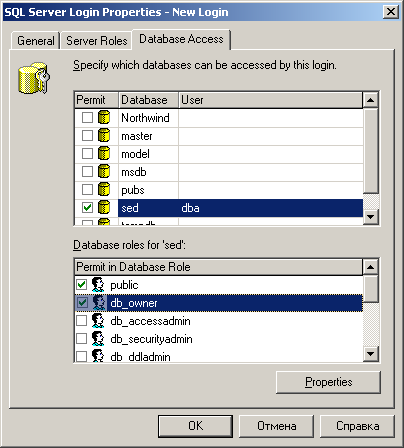 SQL Server Login Properties - New Login
General Server Roles Database Access
Specify which databases can be accessed by this login.
Permit Database User
Northwind
master
model
msdb
pubs
sed dba
tempdb
Database roles for 'sed':
Permit in Database Role
public
db_owner
db_accessadmin
db_securityadmin
db_ddladmin
Properties
OK Отмена Справка